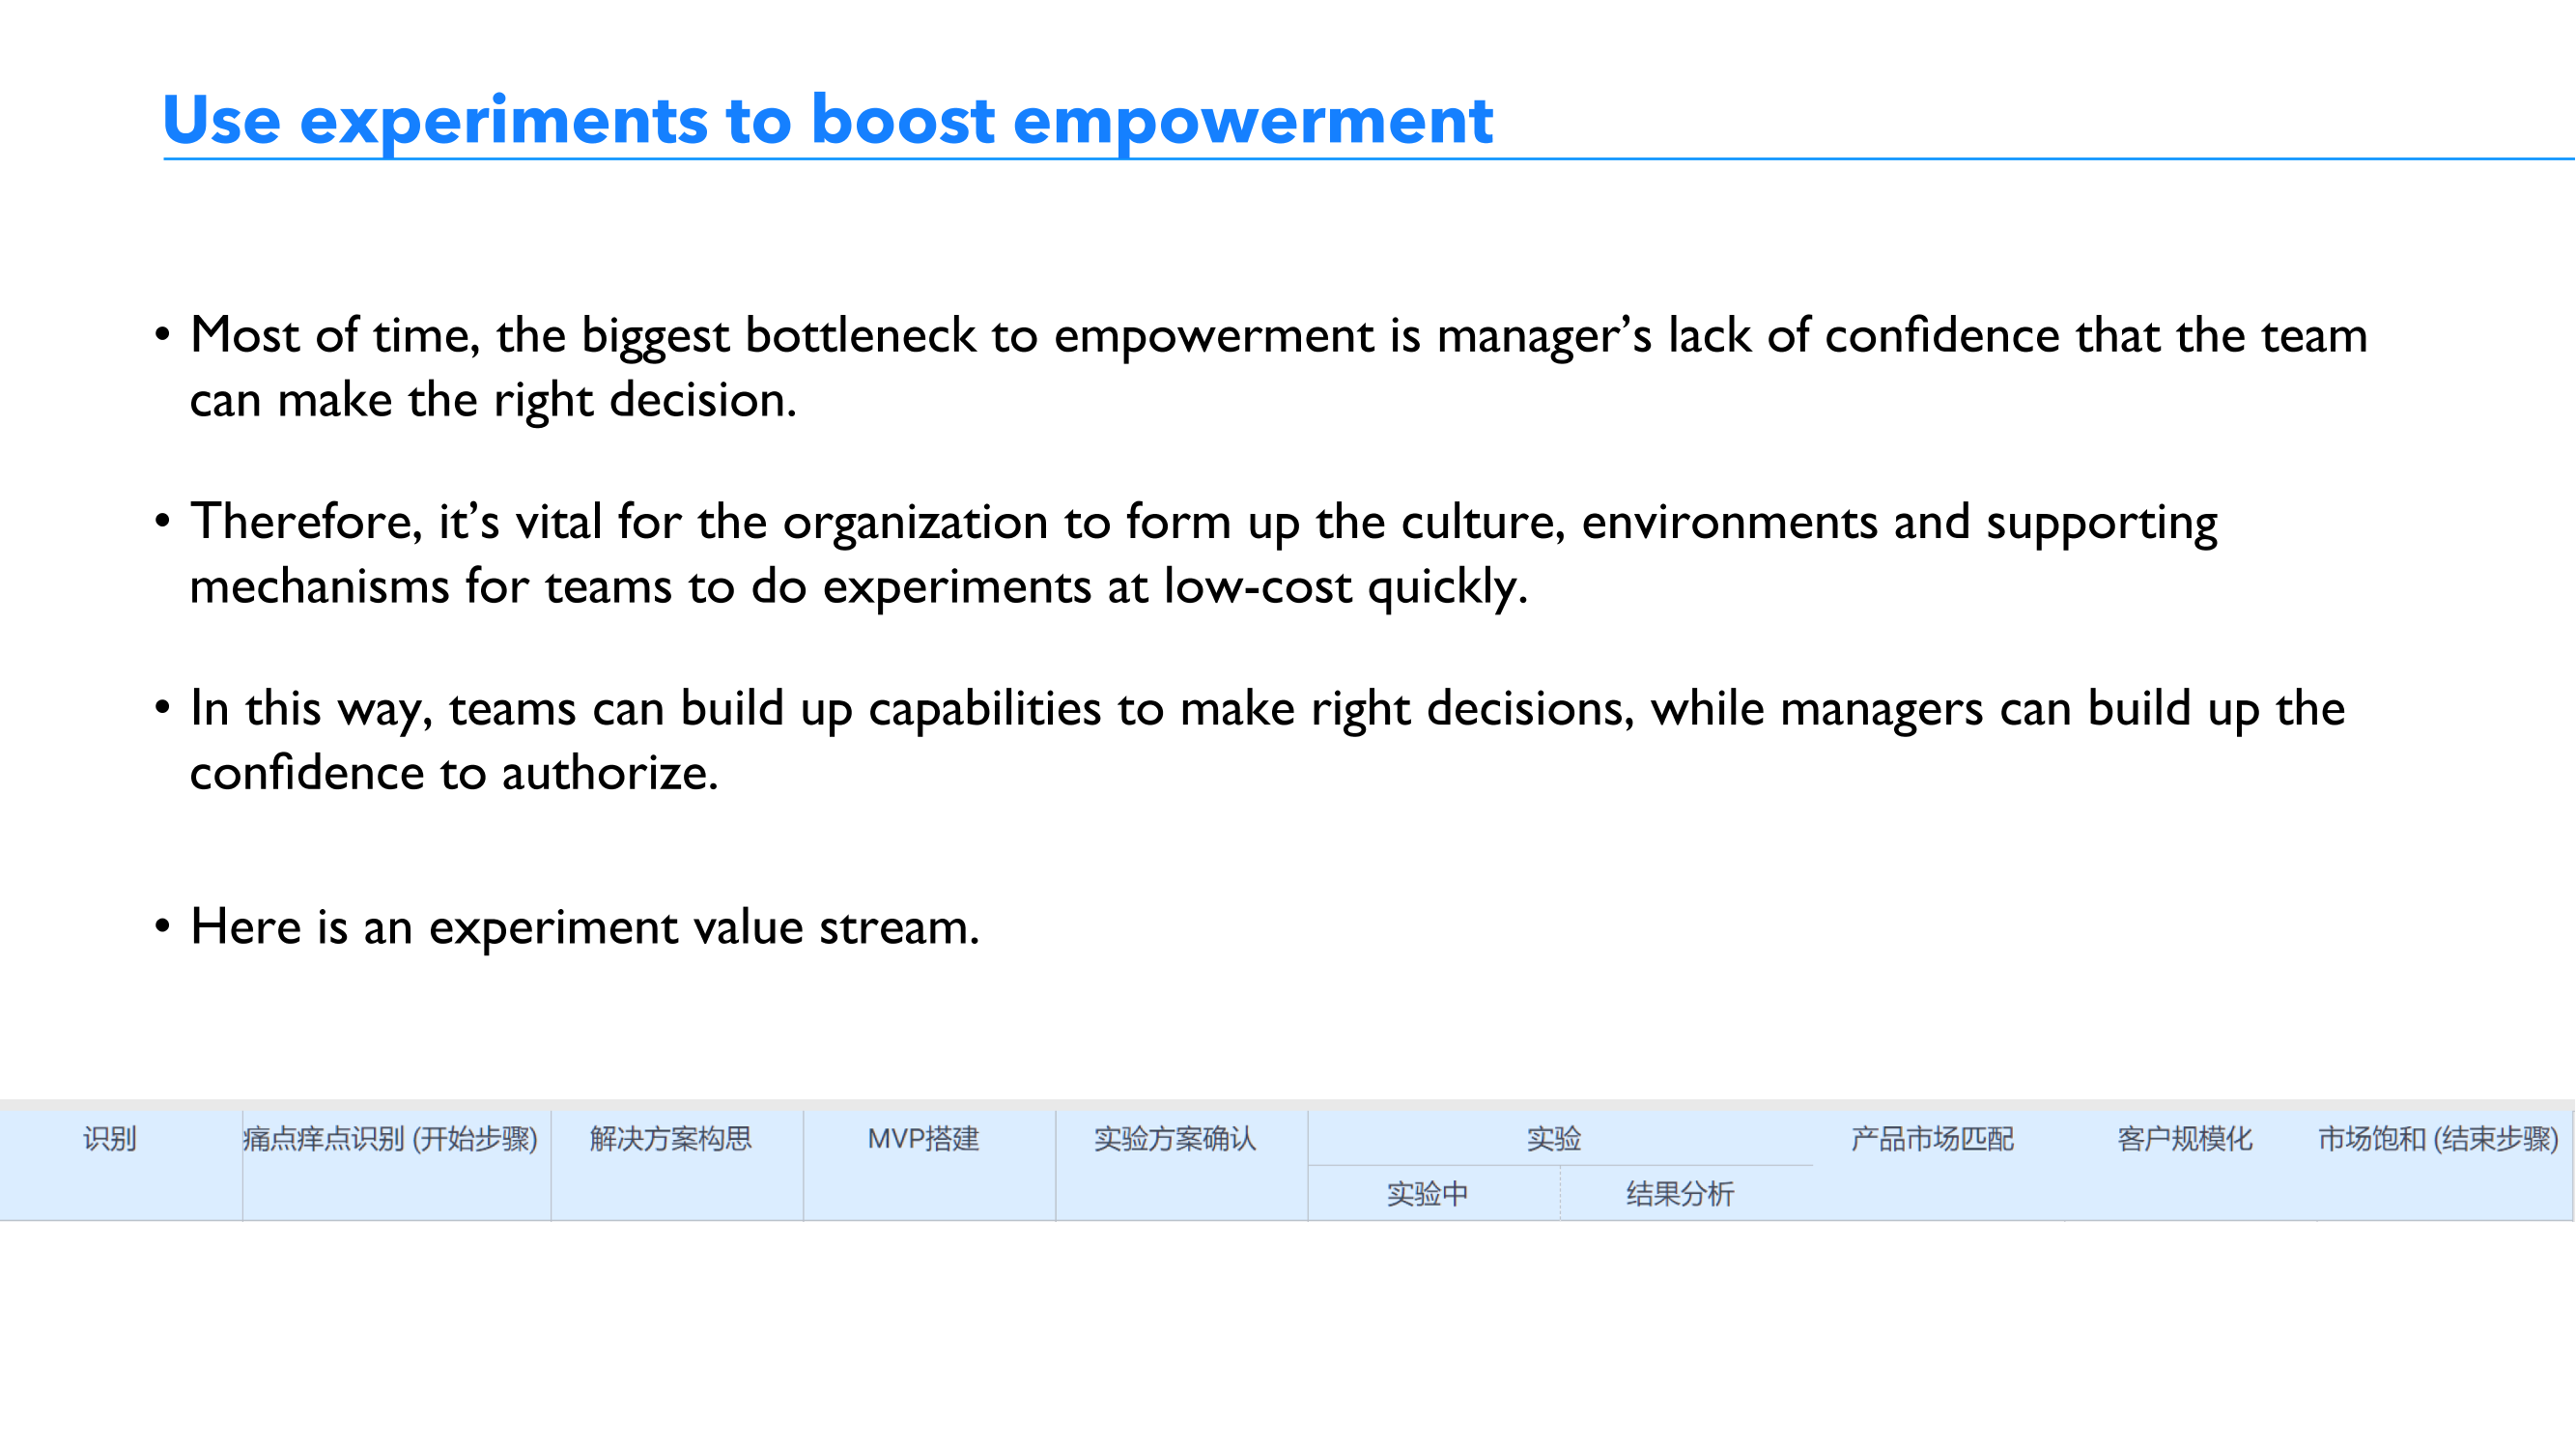 Use experiments to boost empowerment
• Most of time, the biggest bottleneck to empowerment is manager’s lack of confidence that the team
can make the right decision.
• Therefore, it’s vital for the organization to form up the culture, environments and supporting
mechanisms for teams to do experiments at low-cost quickly.
• In this way, teams can build up capabilities to make right decisions, while managers can build up the
confidence to authorize.
• Here is an experiment value stream.
识别 痛点痒点识别 (开始步骤) 解决方案构思 MVP搭建 实验方案确认 实验 产品市场匹配 客户规模化 市场饱和 (结束步骤)
实验中 结果分析